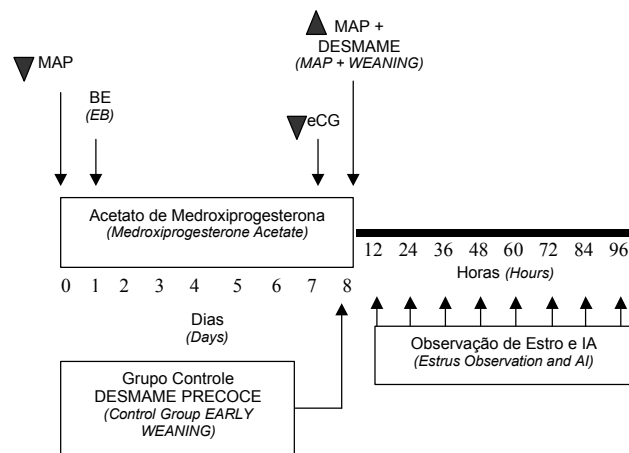 MAP
MAP +
DESMAME
(MAP + WEANING)
BE
(EB)
eCG
Acetato de Medroxiprogesterona
(Medroxiprogesterone Acetate)
12 24 36 48 60 72 84 96
Horas (Hours)
0 1 2 3 4 5 6 7 8
Dias
(Days)
Observação de Estro e IA
(Estrus Observation and AI)
Grupo Controle
DESMAME PRECOCE
(Control Group EARLY
WEANING)